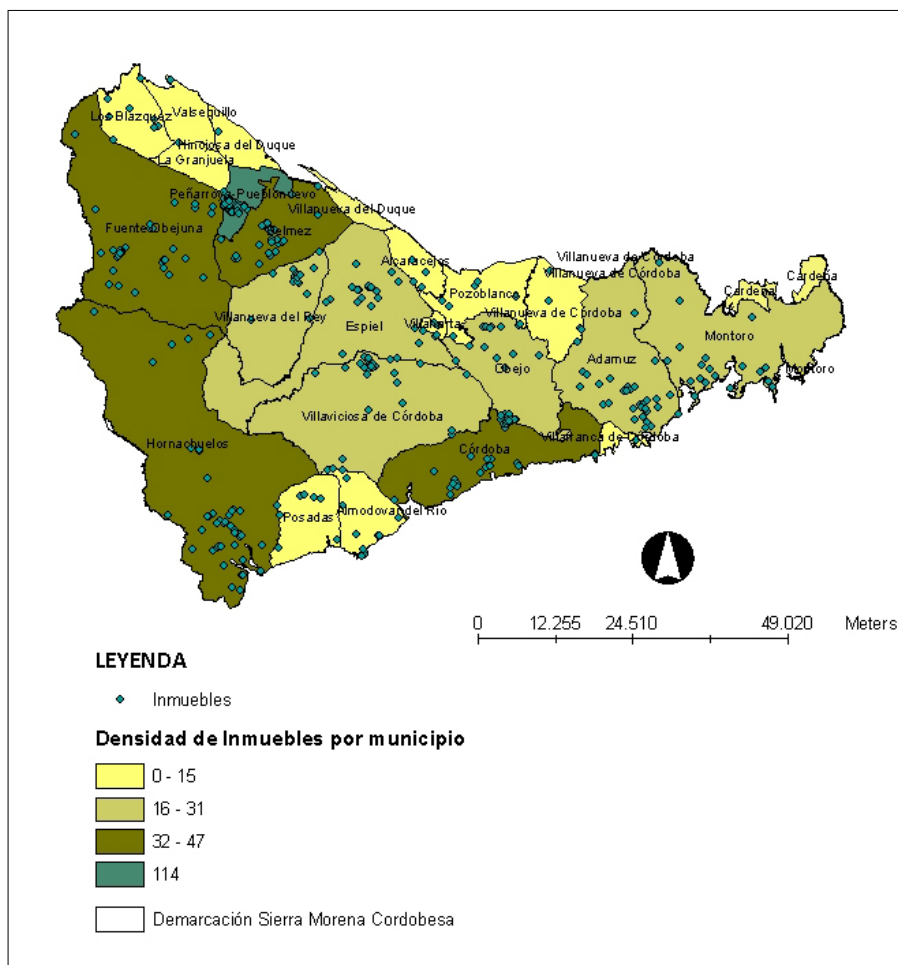 Valsequillo
Los Blázquez
Hinojosa del Duque
La Granjuela
Peñarroya-Pueblonuevo
Villanueva del Duque
Fuente Obejuna
Belmez
Villanueva de Córdoba
Alcaracejos
Villanueva de Córdoba
Cardeña
Cardeña
Pozoblanco
Villanueva del Rey
Espiel
Villaharta
Villanueva de Córdoba
Montoro
Adamuz
Obejo
Montoro
Villaviciosa de Córdoba
Hornachuelos
Córdoba
Villafranca de Córdoba
Posadas
Almodovar del Río
0 12.255 24.510 49.020 Meters
LEYENDA
Inmuebles
Densidad de Inmuebles por municipio
0 - 15
16 - 31
32 - 47
114
Demarcación Sierra Morena Cordobesa